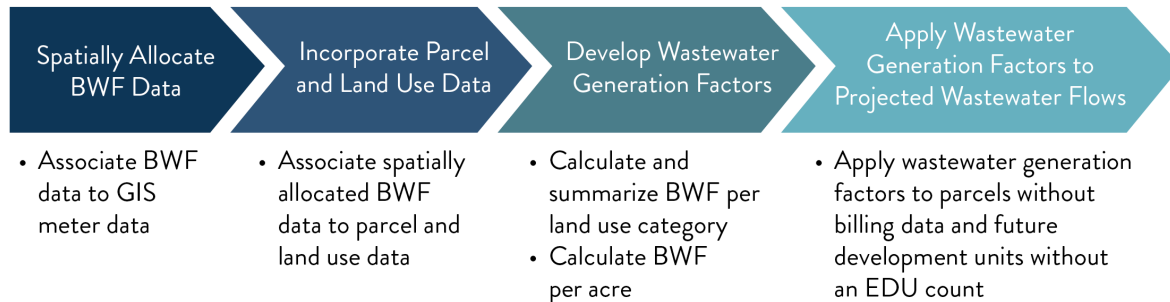 Spatially Allocate
BWF Data
Incorporate Parcel
and Land Use Data
Develop Wastewater
Generation Factors
Apply Wastewater
Generation Factors to
Projected Wastewater Flows
• Associate BWF
data to GIS
meter data
• Associate spatially
allocated BWF
data to parcel and
land use data
• Calculate and
summarize BWF per
land use category
• Calculate BWF
per acre
• Apply wastewater generation
factors to parcels without
billing data and future
development units without
an EDU count